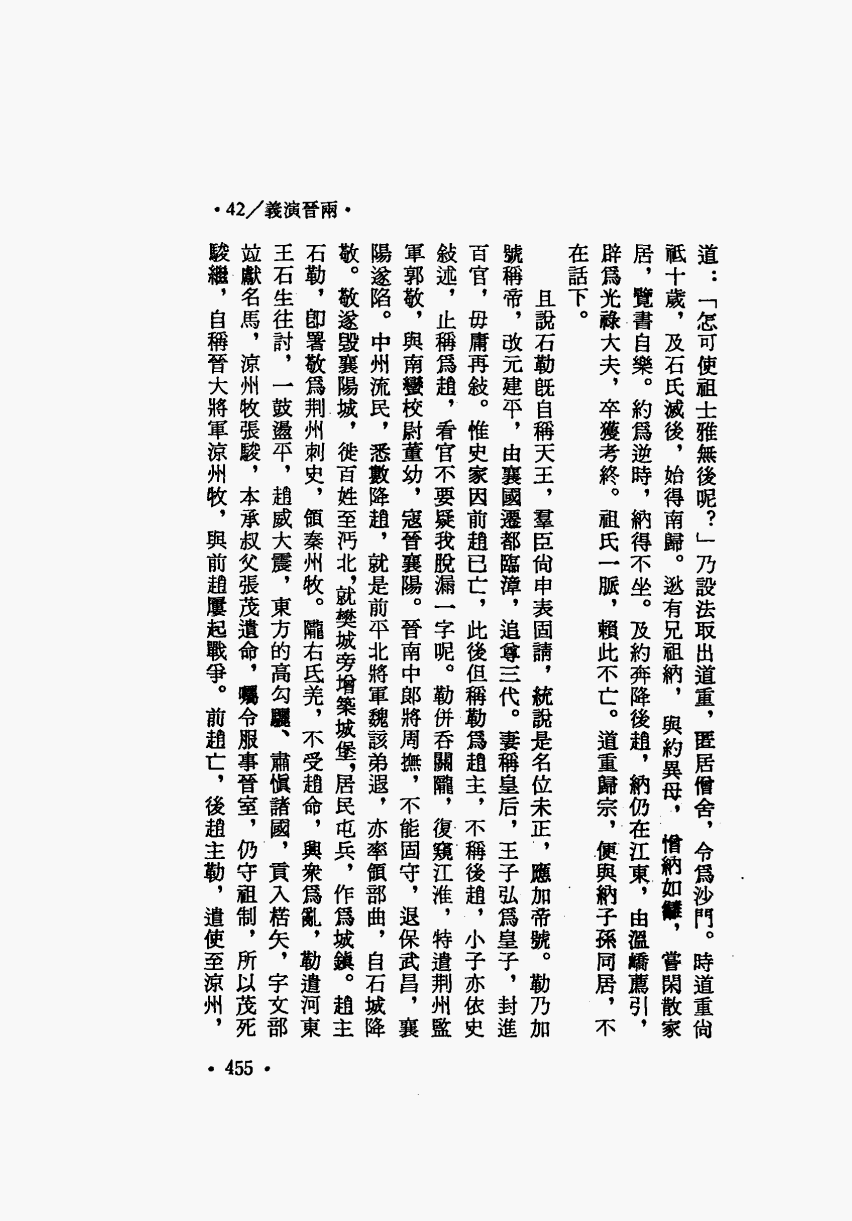 •42／義演晉兩•
道：「怎可使祖士雅無後呢？」乃設法取出道重，匿居僧舍，令爲沙門。時道重尙
祗十歲，及石氏滅後，始得南歸。逖有兄祖納，與約異母，憎納如讎，嘗閑散家
居，覽書自樂。約爲逆時，納得不坐。及約奔降後趙，納仍在江東，由溫嶠薦引，
辟爲光祿大夫，卒獲考終。祖氏一脈，賴此不亡。道重歸宗，便與納子孫同居，不
在話下。
且說石勒旣自稱天王，羣臣尙申表固請，統說是名位未正，應加帝號。勒乃加
號稱帝，改元建平，由襄國遷都臨漳，追尊三代。妻稱皇后，王子弘爲皇子，封進
百官，毋庸再敍。惟史家因前趙已亡，此後但稱勒爲趙主，不稱後趙，小子亦依史
敍述，止稱爲趙，看官不要疑我脫漏一字呢。勒併吞關隴，復窺江淮，特遣荆州監
軍郭敬，與南蠻校尉董幼，寇晉襄陽。晉南中郎將周撫，不能固守，退保武昌，襄
陽遂陷。中州流民，悉數降趙，就是前平北將軍魏該弟遐，亦率領部曲，自石城降
敬。敬遂毀襄陽城，徙百姓至沔北，就樊城旁增築城堡，居民屯兵，作爲城鎭。趙主
石勒，卽署敬爲荆州刺史，領秦州牧。隴右氐羌，不受趙命，興衆爲亂，勒遣河東
王石生往討，一鼓盪平，趙威大震，東方的高勾驪、肅愼諸國，貢入楛矢，宇文部
竝獻名馬，涼州牧張駿，本承叔父張茂遺命，囑令服事晉室，仍守祖制，所以茂死
駿繼，自稱晉大將軍涼州牧，與前趙屢起戰爭。前趙亡，後趙主勒，遣使至涼州，
•455•